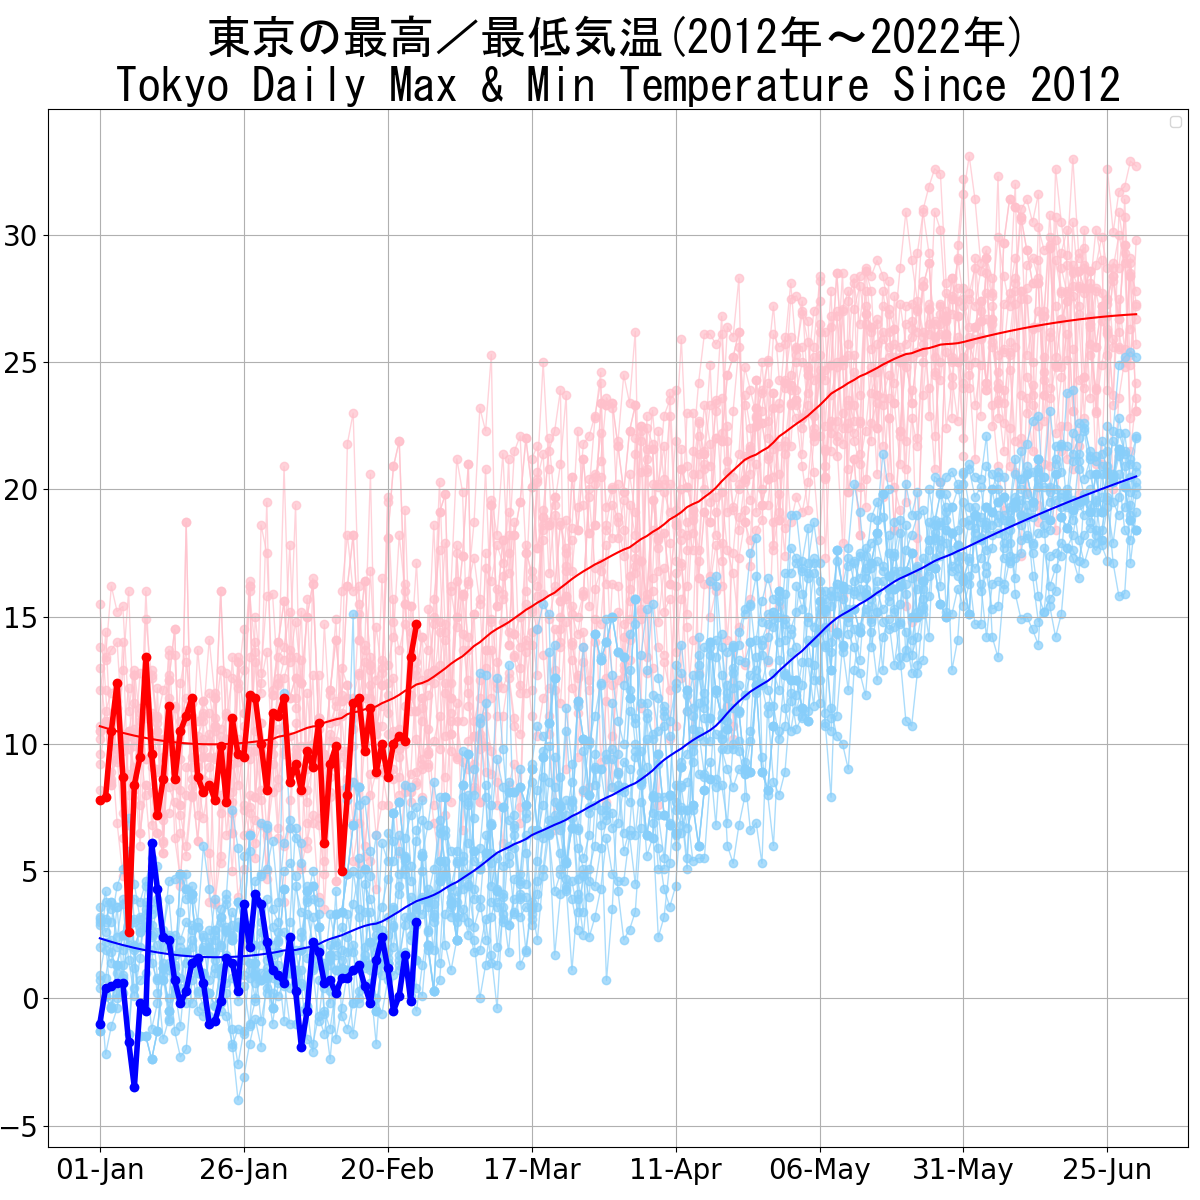 東京の最高／最低気温(2012年～2022年)
Tokyo Daily Max & Min Temperature Since 2012
30
25
20
15
10
5
0
−5
01-Jan 26-Jan 20-Feb 17-Mar 11-Apr 06-May 31-May 25-Jun